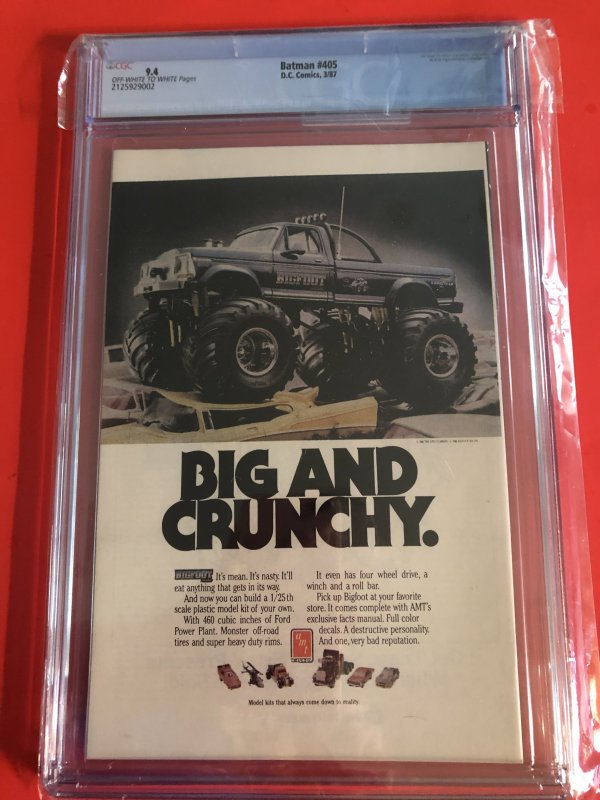 CGC 9.4
OFF-WHITE TO WHITE Pages
2125929002
Batman #405
D.C. Comics, 3/87
BIGFOOT
BIG AND
CRUNCHY.
BIGFOOT It's mean. It's nasty. It'll
eat anything that gets in its way.
And now you can build a 1/25th
scale plastic model kit of your own.
With 460 cubic inches of Ford
Power Plant. Monster off-road
tires and super heavy duty rims.
It even has four wheel drive, a
winch and a roll bar.
Pick up Bigfoot at your favorite
store. It comes complete with AMT's
exclusive facts manual. Full color
decals. A destructive personality.
And one, very bad reputation.
amt
Model kits that always come down to reality.